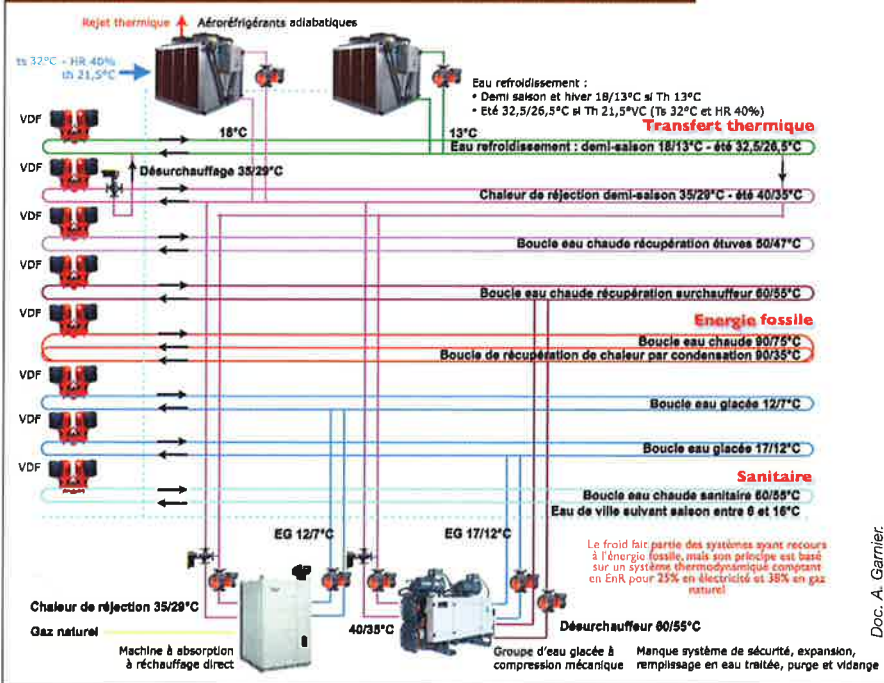 Rejet thermique
Aéroréfrigérants adiabatiques
ts 32°C - HR 40%
th 21,5°C
Eau refroidissement :
• Demi saison et hiver 18/13°C si Th 13°C
• Eté 32,5/26,5°C si Th 21,5°VC (Ts 32°C et HR 40%)
VDF
18°C
13°C
Transfert thermique
Eau refroidissement : demi-saison 18/13°C - été 32,5/26,5°C
VDF
Désurchauffage 35/29°C
Chaleur de réjection demi-saison 35/29°C - été 40/35°C
VDF
Boucle eau chaude récupération étuves 50/47°C
VDF
Boucle eau chaude récupération surchauffeur 60/55°C
VDF
Energie fossile
Boucle eau chaude 90/75°C
Boucle de récupération de chaleur par condensation 90/35°C
VDF
Boucle eau glacée 12/7°C
VDF
Boucle eau glacée 17/12°C
VDF
Sanitaire
Boucle eau chaude sanitaire 60/55°C
Eau de ville suivant saison entre 6 et 16°C
EG 12/7°C
EG 17/12°C
Le froid fait partie des systèmes ayant recours
à l'énergie fossile, mais son principe est basé
sur un système thermodynamique comptant
en EnR pour 25% en électricité et 38% en gaz
naturel
Chaleur de réjection 35/29°C
40/35°C
Désurchauffeur 60/55°C
Gaz naturel
Machine à absorption
à réchauffage direct
Groupe d'eau glacée à
compression mécanique
Manque système de sécurité, expansion,
remplissage en eau traitée, purge et vidange
Doc. A. Garnier.